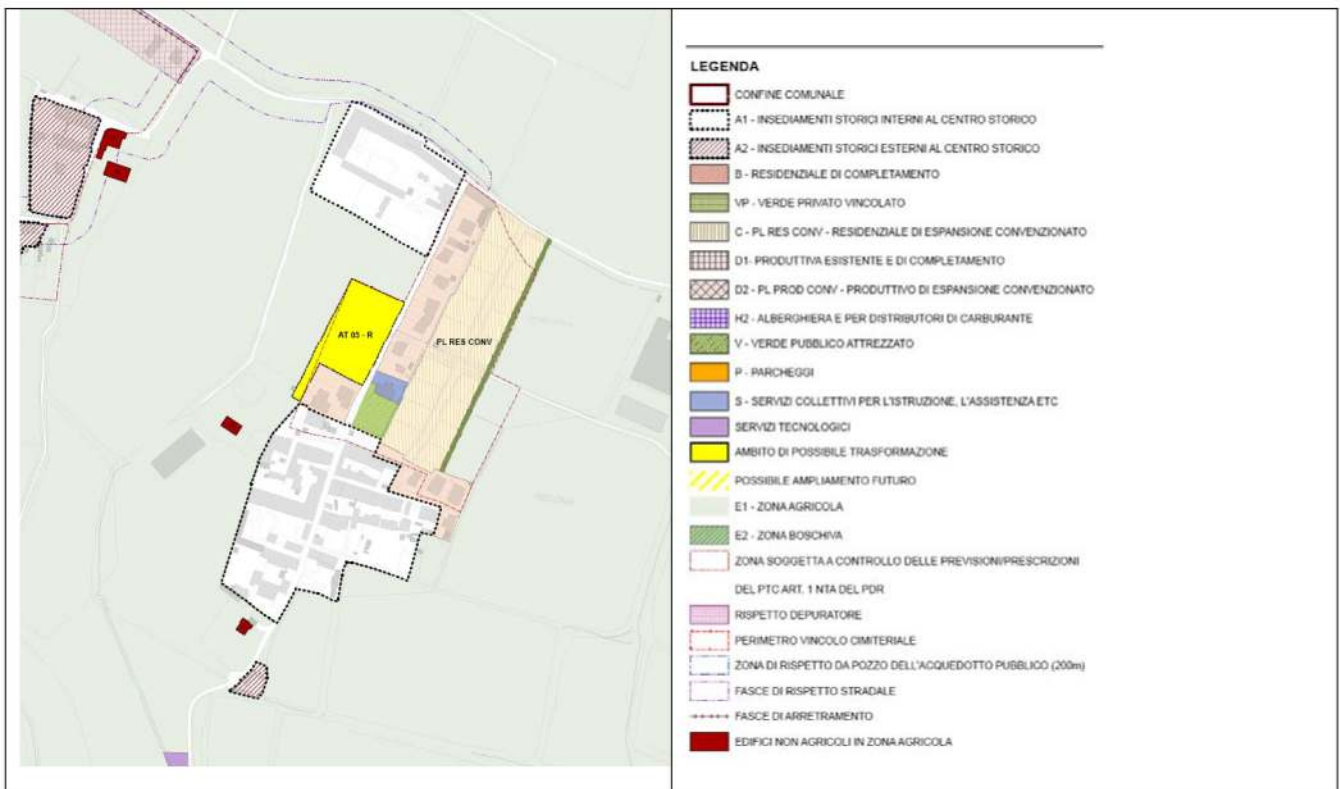 AT 05 - R
PL RES CONV
LEGENDA
CONFINE COMUNALE
A1 - INSEDIAMENTI STORICI INTERNI AL CENTRO STORICO
A2 - INSEDIAMENTI STORICI ESTERNI AL CENTRO STORICO
B - RESIDENZIALE DI COMPLETAMENTO
VP - VERDE PRIVATO VINCOLATO
C - PL RES CONV - RESIDENZIALE DI ESPANSIONE CONVENZIONATO
D1- PRODUTTIVA ESISTENTE E DI COMPLETAMENTO
D2 - PL PROD CONV - PRODUTTIVO DI ESPANSIONE CONVENZIONATO
H2 - ALBERGHIERA E PER DISTRIBUTORI DI CARBURANTE
V - VERDE PUBBLICO ATTREZZATO
P - PARCHEGGI
S - SERVIZI COLLETTIVI PER L'ISTRUZIONE, L'ASSISTENZA ETC
SERVIZI TECNOLOGICI
AMBITO DI POSSIBILE TRASFORMAZIONE
POSSIBILE AMPLIAMENTO FUTURO
E1 - ZONA AGRICOLA
E2 - ZONA BOSCHIVA
ZONA SOGGETTA A CONTROLLO DELLE PREVISIONI/PRESCRIZIONI
DEL PTC ART. 1 NTA DEL PDR
RISPETTO DEPURATORE
PERIMETRO VINCOLO CIMITERIALE
ZONA DI RISPETTO DA POZZO DELL'ACQUEDOTTO PUBBLICO (200m)
FASCE DI RISPETTO STRADALE
FASCE DI ARRETRAMENTO
EDIFICI NON AGRICOLI IN ZONA AGRICOLA